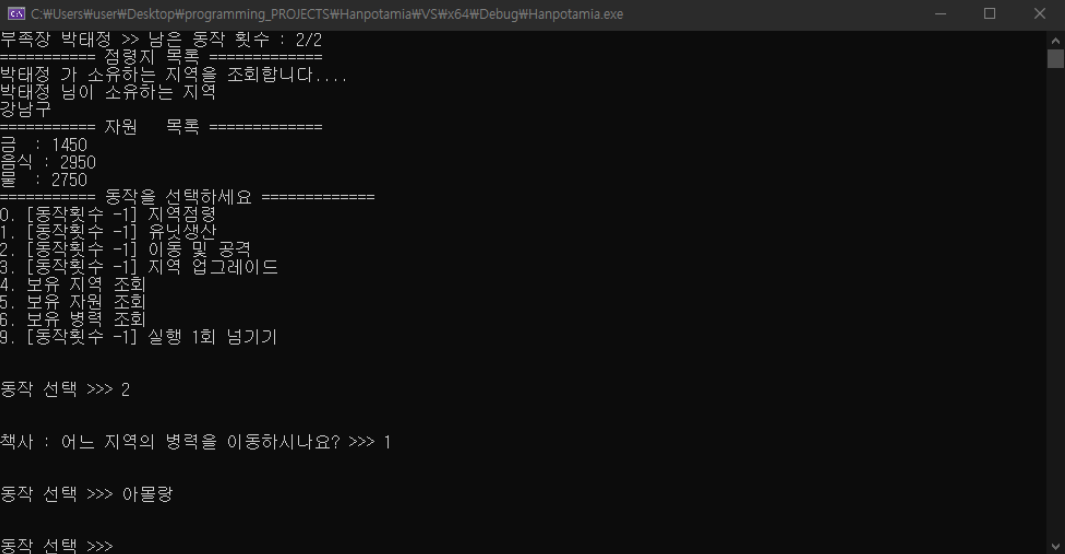 C:₩Users₩user₩Desktop₩programming_PROJECTS₩Hanpotamia₩VS₩x64₩Debug₩Hanpotamia.exe
부족장 박태정 >> 남은 동작 횟수 : 2/2
=========== 점령지 목록 =============
박태정 가 소유하는 지역을 조회합니다....
박태정 님이 소유하는 지역
강남구
=========== 자원   목록 =============
금  : 1450
음식 : 2950
물  : 2750
=========== 동작을 선택하세요 =============
0. [동작횟수 -1] 지역점령
1. [동작횟수 -1] 유닛생산
2. [동작횟수 -1] 이동 및 공격
3. [동작횟수 -1] 지역 업그레이드
4. 보유 지역 조회
5. 보유 자원 조회
6. 보유 병력 조회
9. [동작횟수 -1] 실행 1회 넘기기
동작 선택 >>> 2
책사 : 어느 지역의 병력을 이동하시나요? >>> 1
동작 선택 >>> 아몰랑
동작 선택 >>>